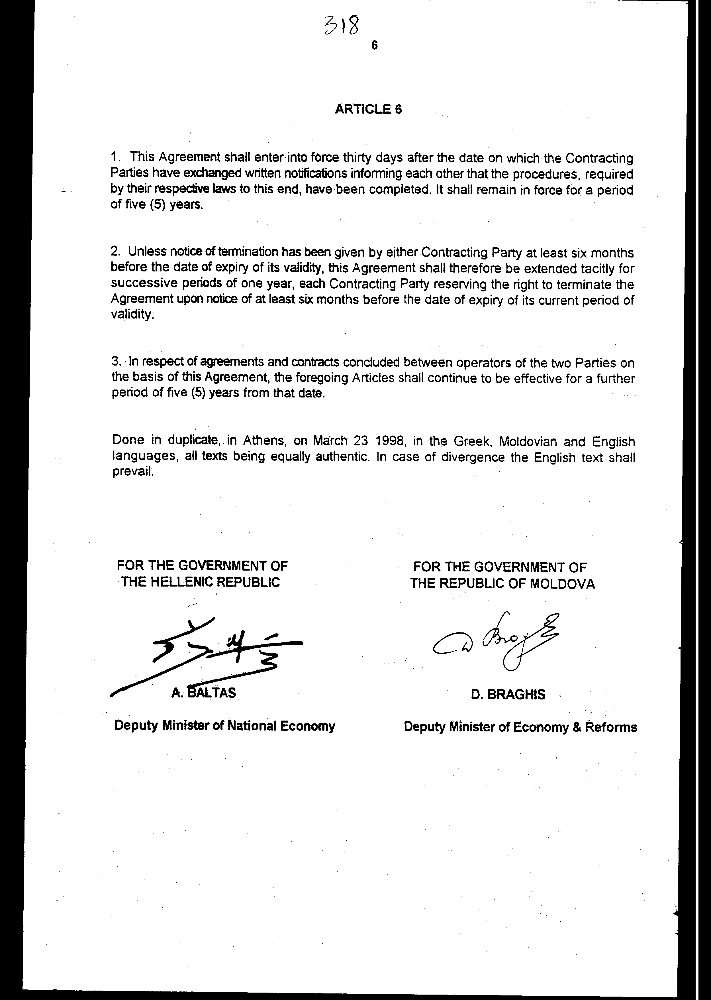 318
6
ARTICLE 6
1. This Agreement shall enter into force thirty days after the date on which the Contracting
Parties have exchanged written notifications informing each other that the procedures, required
by their respective laws to this end, have been completed. It shall remain in force for a period
of five (5) years.
2. Unless notice of termination has been given by either Contracting Party at least six months
before the date of expiry of its validity, this Agreement shall therefore be extended tacitly for
successive periods of one year, each Contracting Party reserving the right to terminate the
Agreement upon notice of at least six months before the date of expiry of its current period of
validity.
3. In respect of agreements and contracts concluded between operators of the two Parties on
the basis of this Agreement, the foregoing Articles shall continue to be effective for a further
period of five (5) years from that date.
Done in duplicate, in Athens, on March 23 1998, in the Greek, Moldovian and English
languages, all texts being equally authentic. In case of divergence the English text shall
prevail.
FOR THE GOVERNMENT OF
THE HELLENIC REPUBLIC
FOR THE GOVERNMENT OF
THE REPUBLIC OF MOLDOVA
A. BALTAS
D. BRAGHIS
Deputy Minister of National Economy
Deputy Minister of Economy & Reforms